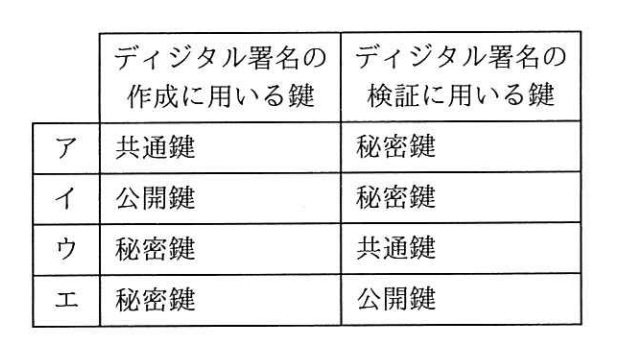 ディジタル署名の 作成に用いる鍵 ディジタル署名の 検証に用いる鍵
ア 共通鍵 秘密鍵
イ 公開鍵 秘密鍵
ウ 秘密鍵 共通鍵
エ 秘密鍵 公開鍵